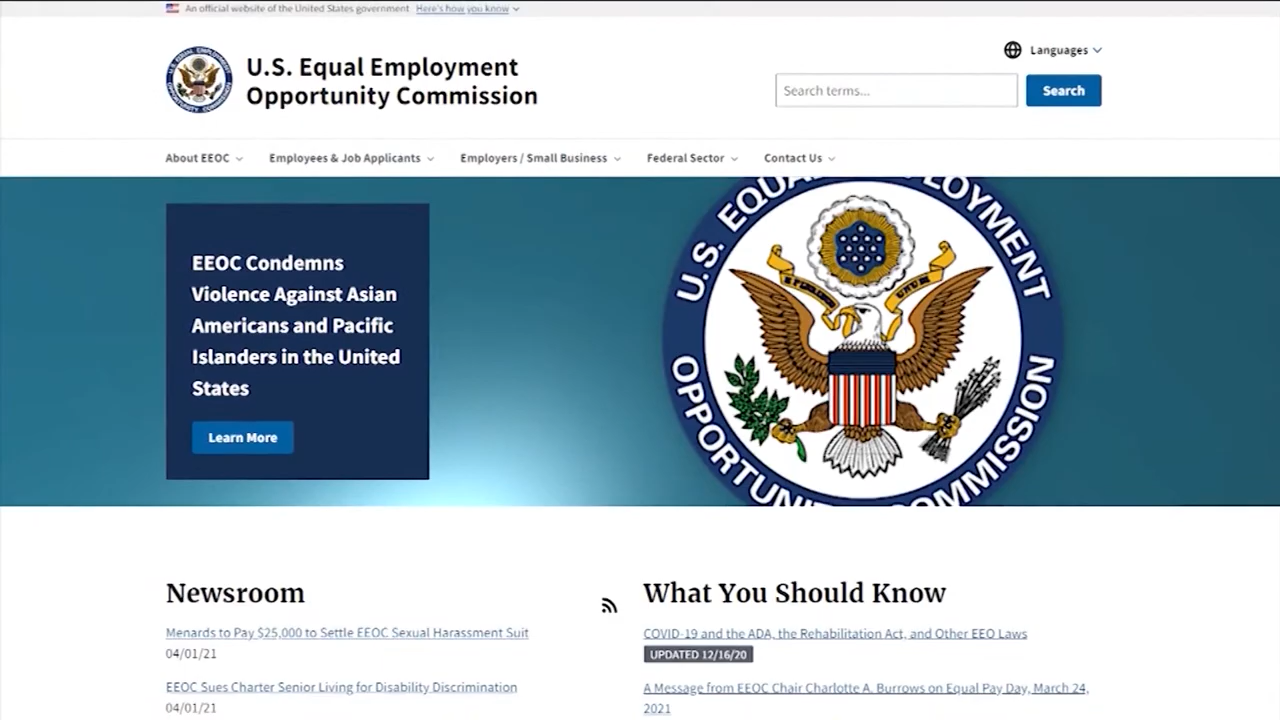 An official website of the United States government Here's how you know
U.S. Equal Employment
Opportunity Commission
Languages
Search terms...
Search
About EEOC
Employees & Job Applicants
Employers / Small Business
Federal Sector
Contact Us
EEOC Condemns
Violence Against Asian
Americans and Pacific
Islanders in the United
States
Learn More
U.S. EQUAL EMPLOYMENT
OPPORTUNITY COMMISSION
Newsroom
Menards to Pay $25,000 to Settle EEOC Sexual Harassment Suit
04/01/21
EEOC Sues Charter Senior Living for Disability Discrimination
04/01/21
What You Should Know
COVID-19 and the ADA, the Rehabilitation Act, and Other EEO Laws
UPDATED 12/16/20
A Message from EEOC Chair Charlotte A. Burrows on Equal Pay Day, March 24,
2021